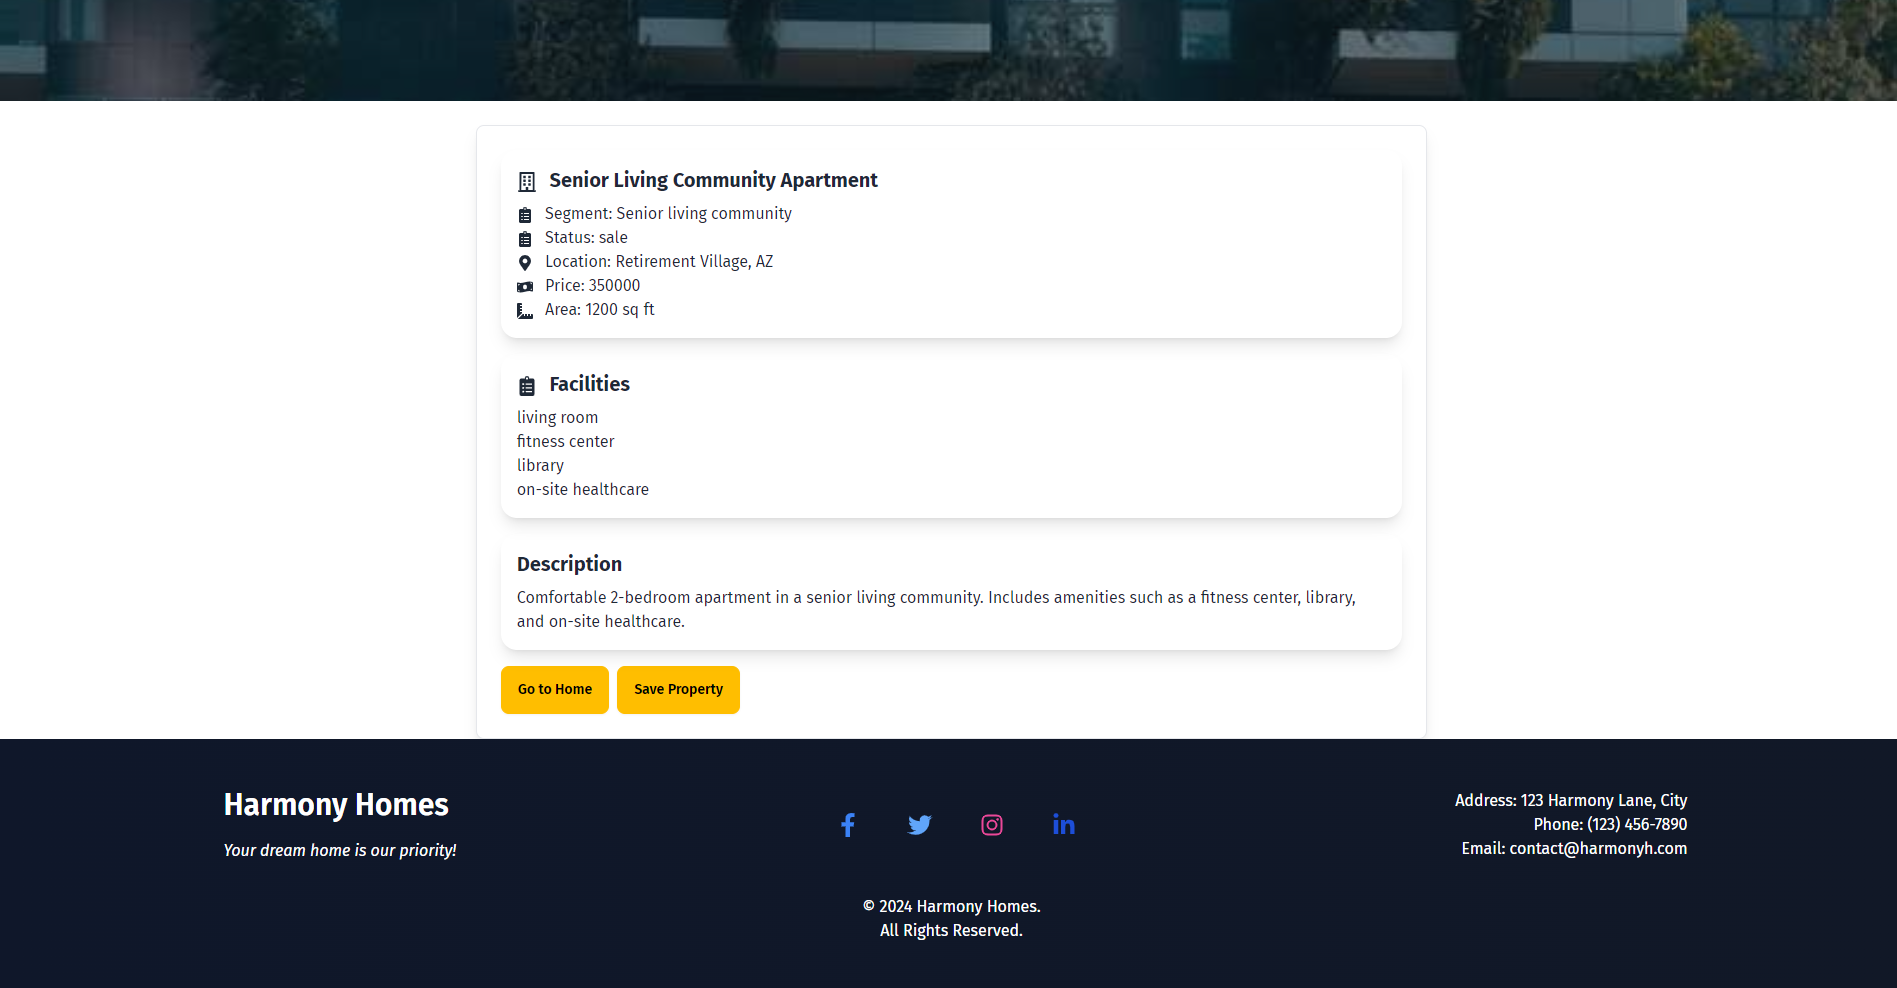 Senior Living Community Apartment
Segment: Senior living community
Status: sale
Location: Retirement Village, AZ
Price: 350000
Area: 1200 sq ft
Facilities
living room
fitness center
library
on-site healthcare
Description
Comfortable 2-bedroom apartment in a senior living community. Includes amenities such as a fitness center, library,
and on-site healthcare.
Go to Home
Save Property
Harmony Homes
Your dream home is our priority!
Address: 123 Harmony Lane, City
Phone: (123) 456-7890
Email: contact@harmonyh.com
© 2024 Harmony Homes.
All Rights Reserved.